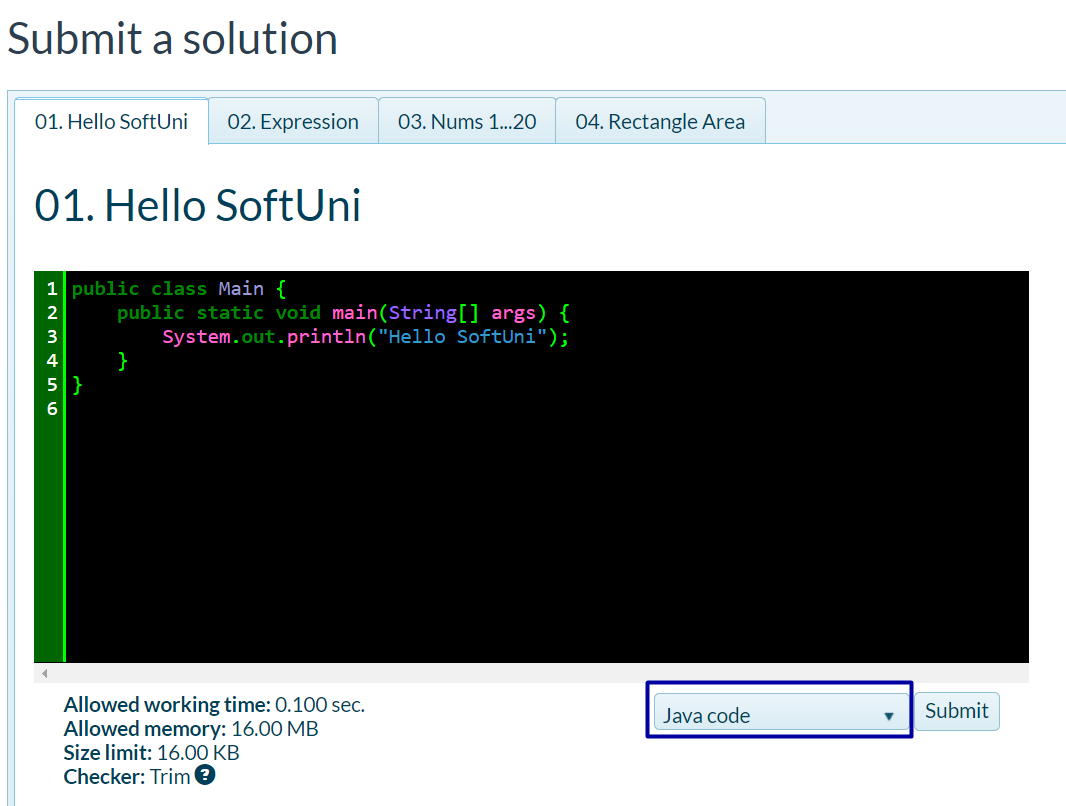 Submit a solution
01. Hello SoftUni
02. Expression
03. Nums 1...20
04. Rectangle Area
01. Hello SoftUni
1 public class Main {
2     public static void main(String[] args) {
3         System.out.println("Hello SoftUni");
4     }
5 }
6
Allowed working time: 0.100 sec.
Allowed memory: 16.00 MB
Size limit: 16.00 KB
Checker: Trim ?
Java code
Submit